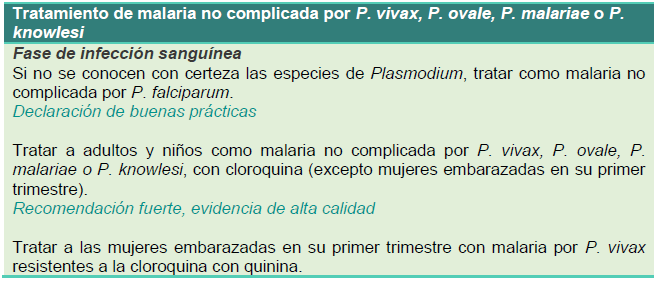 Tratamiento de malaria no complicada por P. vivax, P. ovale, P. malariae o P.
knowlesi
Fase de infección sanguínea
Si no se conocen con certeza las especies de Plasmodium, tratar como malaria no
complicada por P. falciparum.
Declaración de buenas prácticas
Tratar a adultos y niños como malaria no complicada por P. vivax, P. ovale, P.
malariae o P. knowlesi, con cloroquina (excepto mujeres embarazadas en su primer
trimestre).
Recomendación fuerte, evidencia de alta calidad
Tratar a las mujeres embarazadas en su primer trimestre con malaria por P. vivax
resistentes a la cloroquina con quinina.